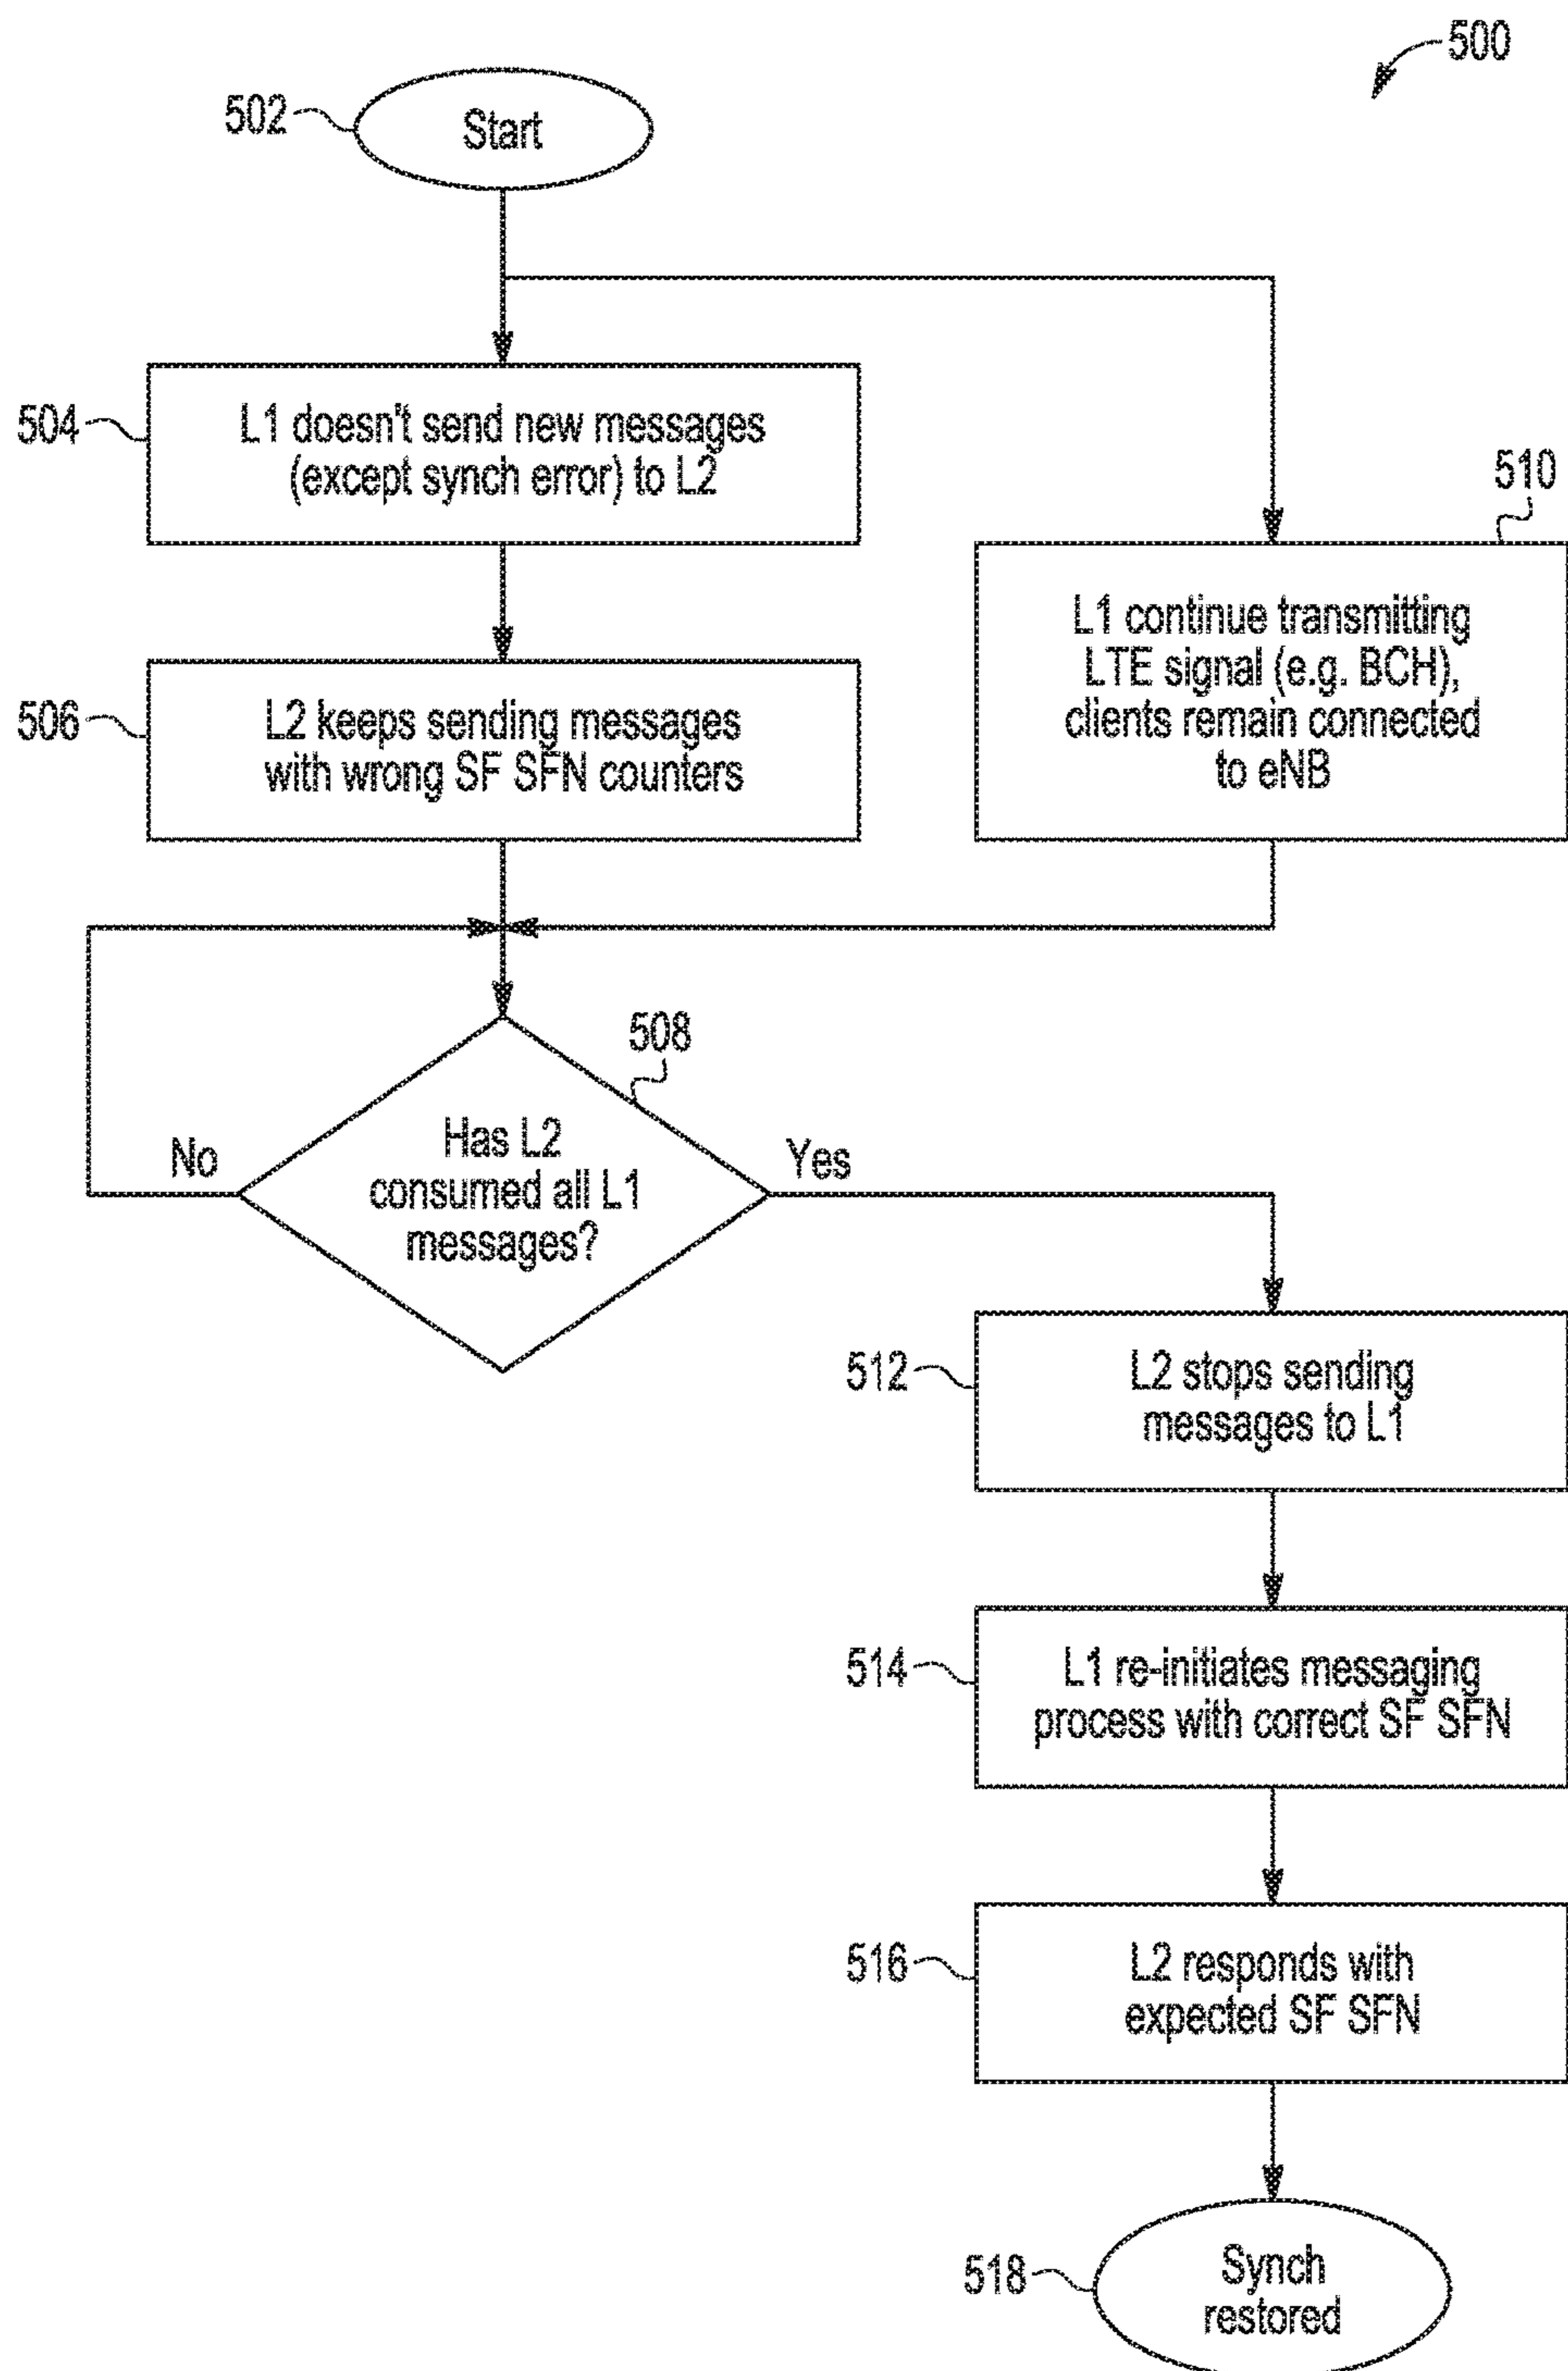 500
502
Start
504
L1 doesn't send new messages
(except synch error) to L2
510
L1 continue transmitting
LTE signal (e.g. BCH),
clients remain connected
to eNB
506
L2 keeps sending messages
with wrong SF SFN counters
508
Has L2
consumed all L1
messages?
No
Yes
512
L2 stops sending
messages to L1
514
L1 re-initiates messaging
process with correct SF SFN
516
L2 responds with
expected SF SFN
518
Synch
restored